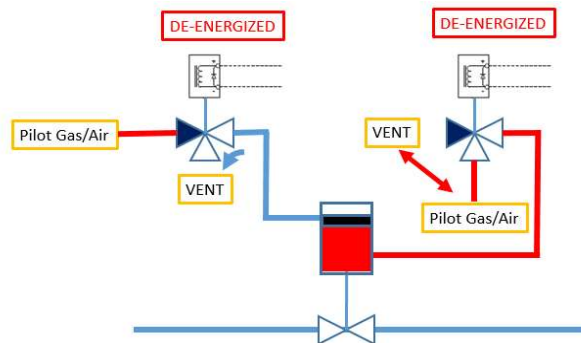 DE-ENERGIZED
DE-ENERGIZED
Pilot Gas/Air
VENT
VENT
Pilot Gas/Air